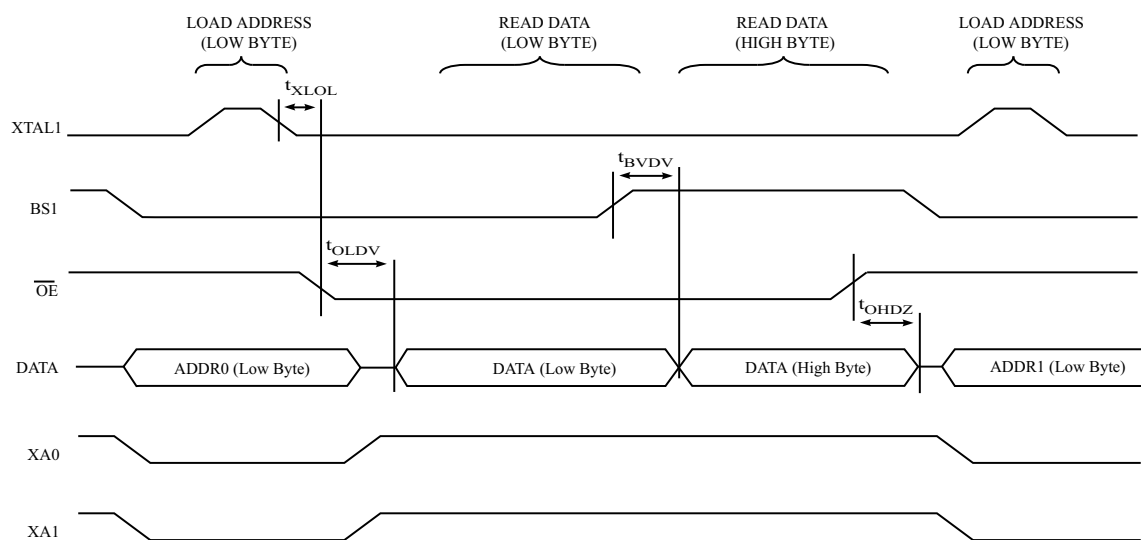 LOAD ADDRESS
(LOW BYTE)
READ DATA
(LOW BYTE)
READ DATA
(HIGH BYTE)
LOAD ADDRESS
(LOW BYTE)
tXLOL
XTAL1
tBVDV
BS1
tOLDV
OE
tOHDZ
DATA
ADDR0 (Low Byte)
DATA (Low Byte)
DATA (High Byte)
ADDR1 (Low Byte)
XA0
XA1